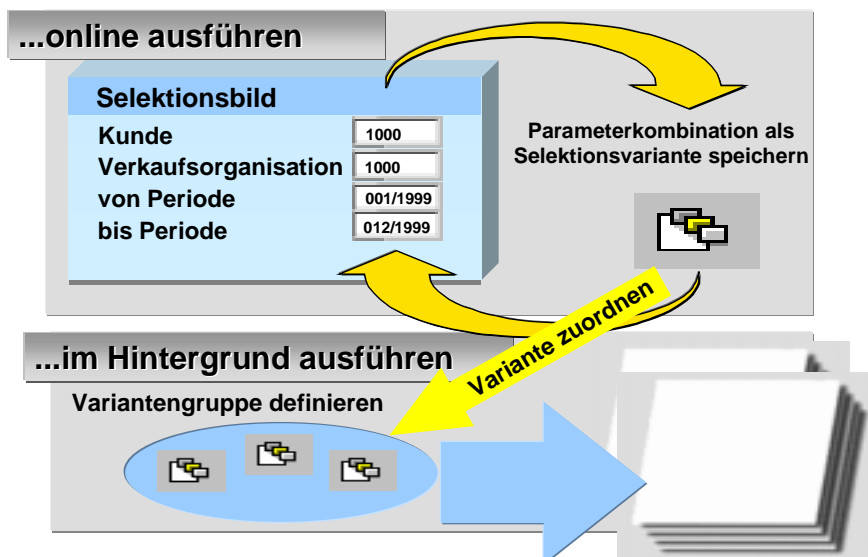 ...online ausführen
Selektionsbild
Kunde 1000
Verkaufsorganisation 1000
von Periode 001/1999
bis Periode 012/1999
Parameterkombination als
Selektionsvariante speichern
Variante zuordnen
...im Hintergrund ausführen
Variantengruppe definieren